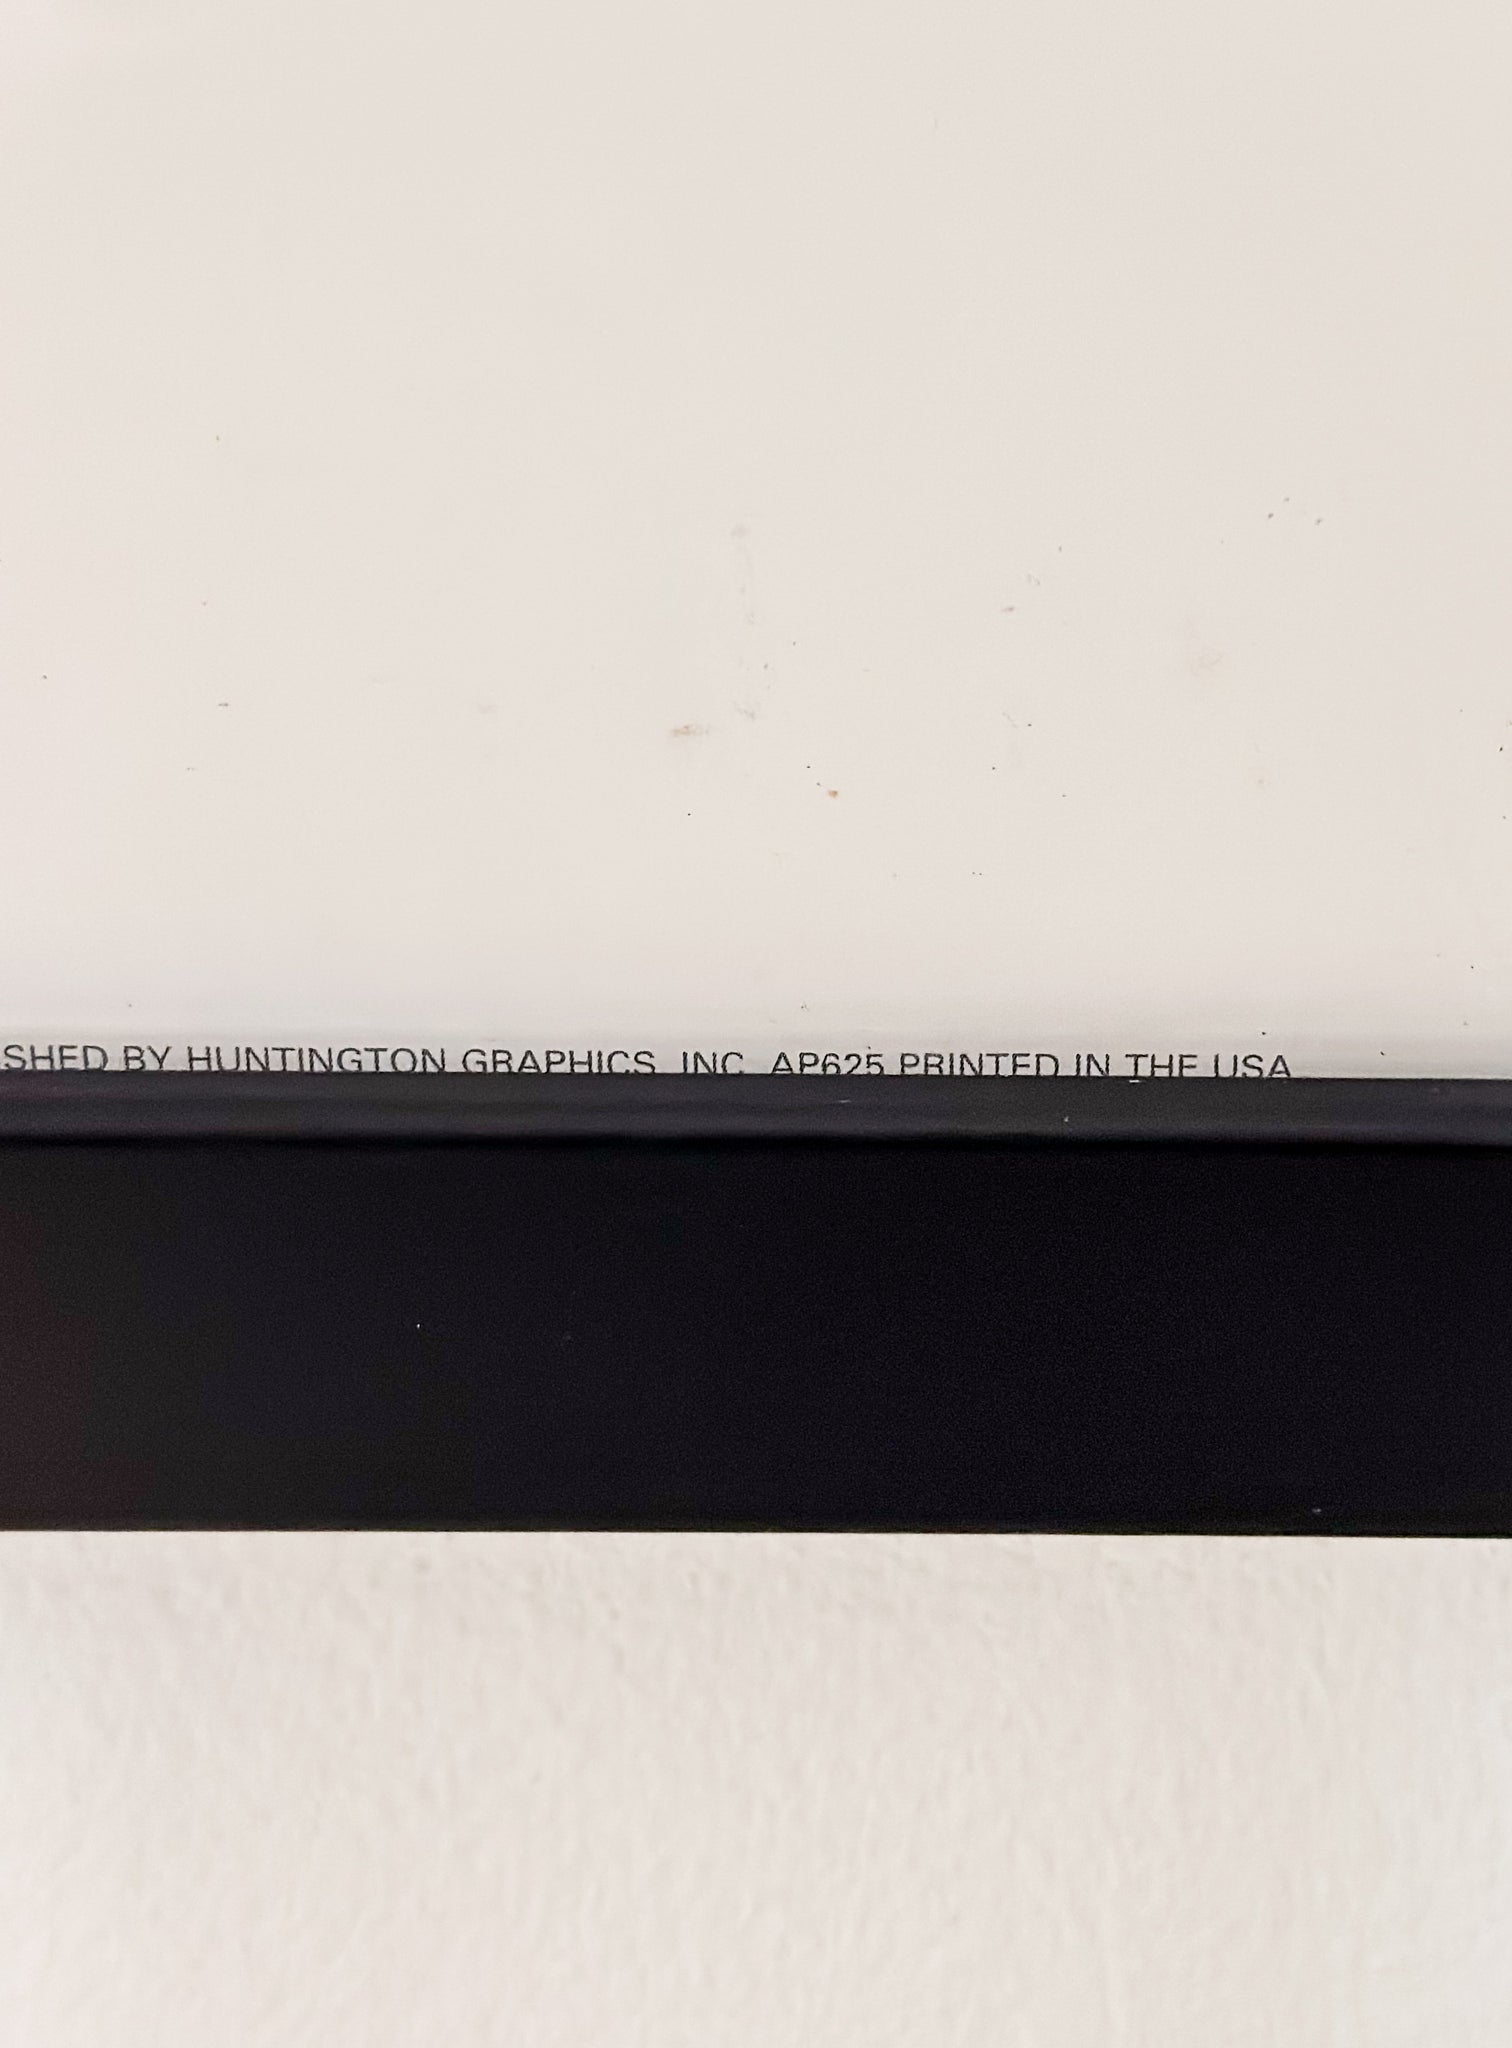 SHED BY HUNTINGTON GRAPHICS, INC. AP625 PRINTED IN THE USA